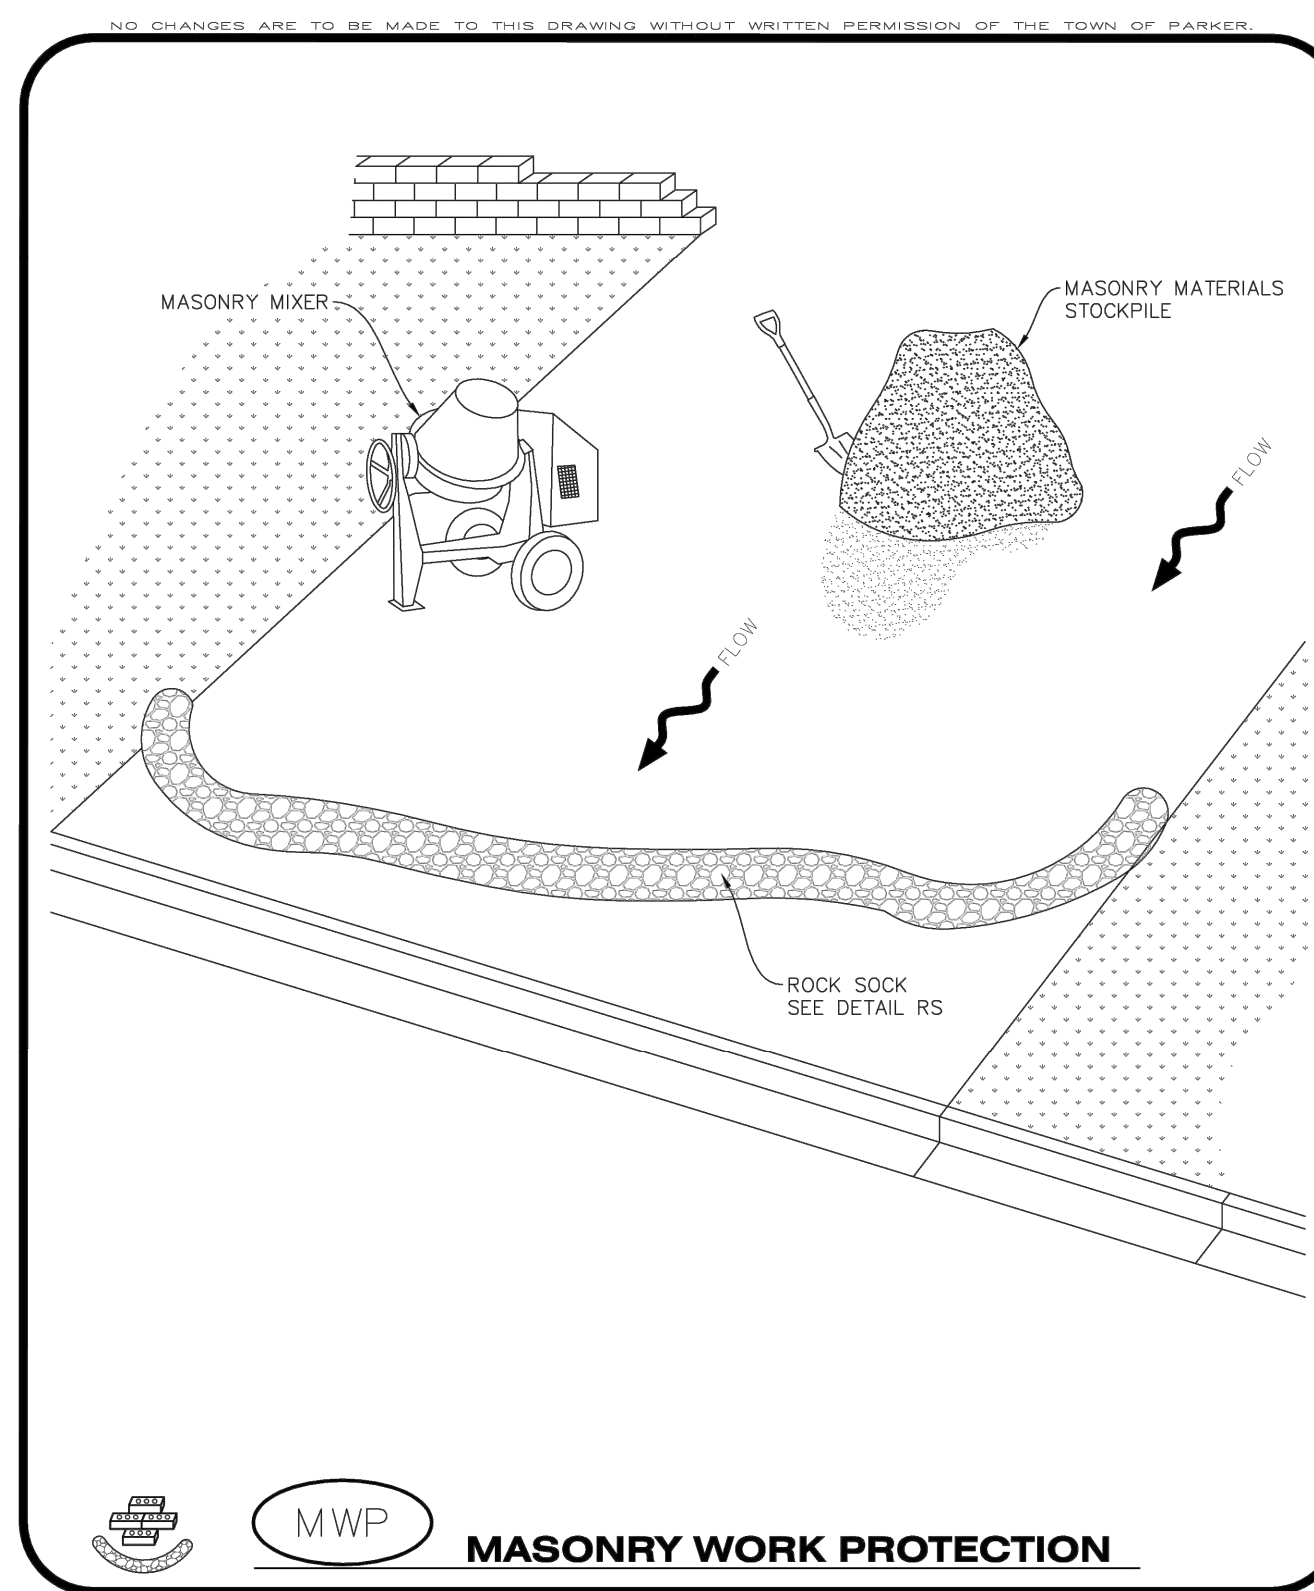 NO CHANGES ARE TO BE MADE TO THIS DRAWING WITHOUT WRITTEN PERMISSION OF THE TOWN OF PARKER.
MASONRY MIXER
MASONRY MATERIALS
STOCKPILE
FLOW
FLOW
ROCK SOCK
SEE DETAIL RS
MWP
MASONRY WORK PROTECTION